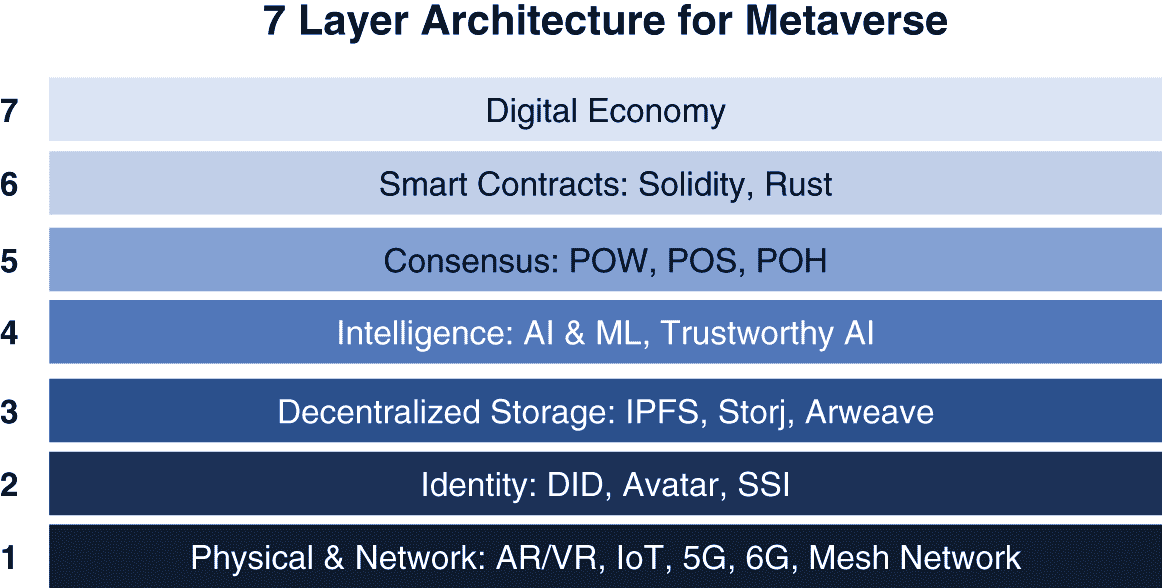 7 Layer Architecture for Metaverse
7 Digital Economy
6 Smart Contracts: Solidity, Rust
5 Consensus: POW, POS, POH
4 Intelligence: AI & ML, Trustworthy AI
3 Decentralized Storage: IPFS, Storj, Arweave
2 Identity: DID, Avatar, SSI
1 Physical & Network: AR/VR, IoT, 5G, 6G, Mesh Network